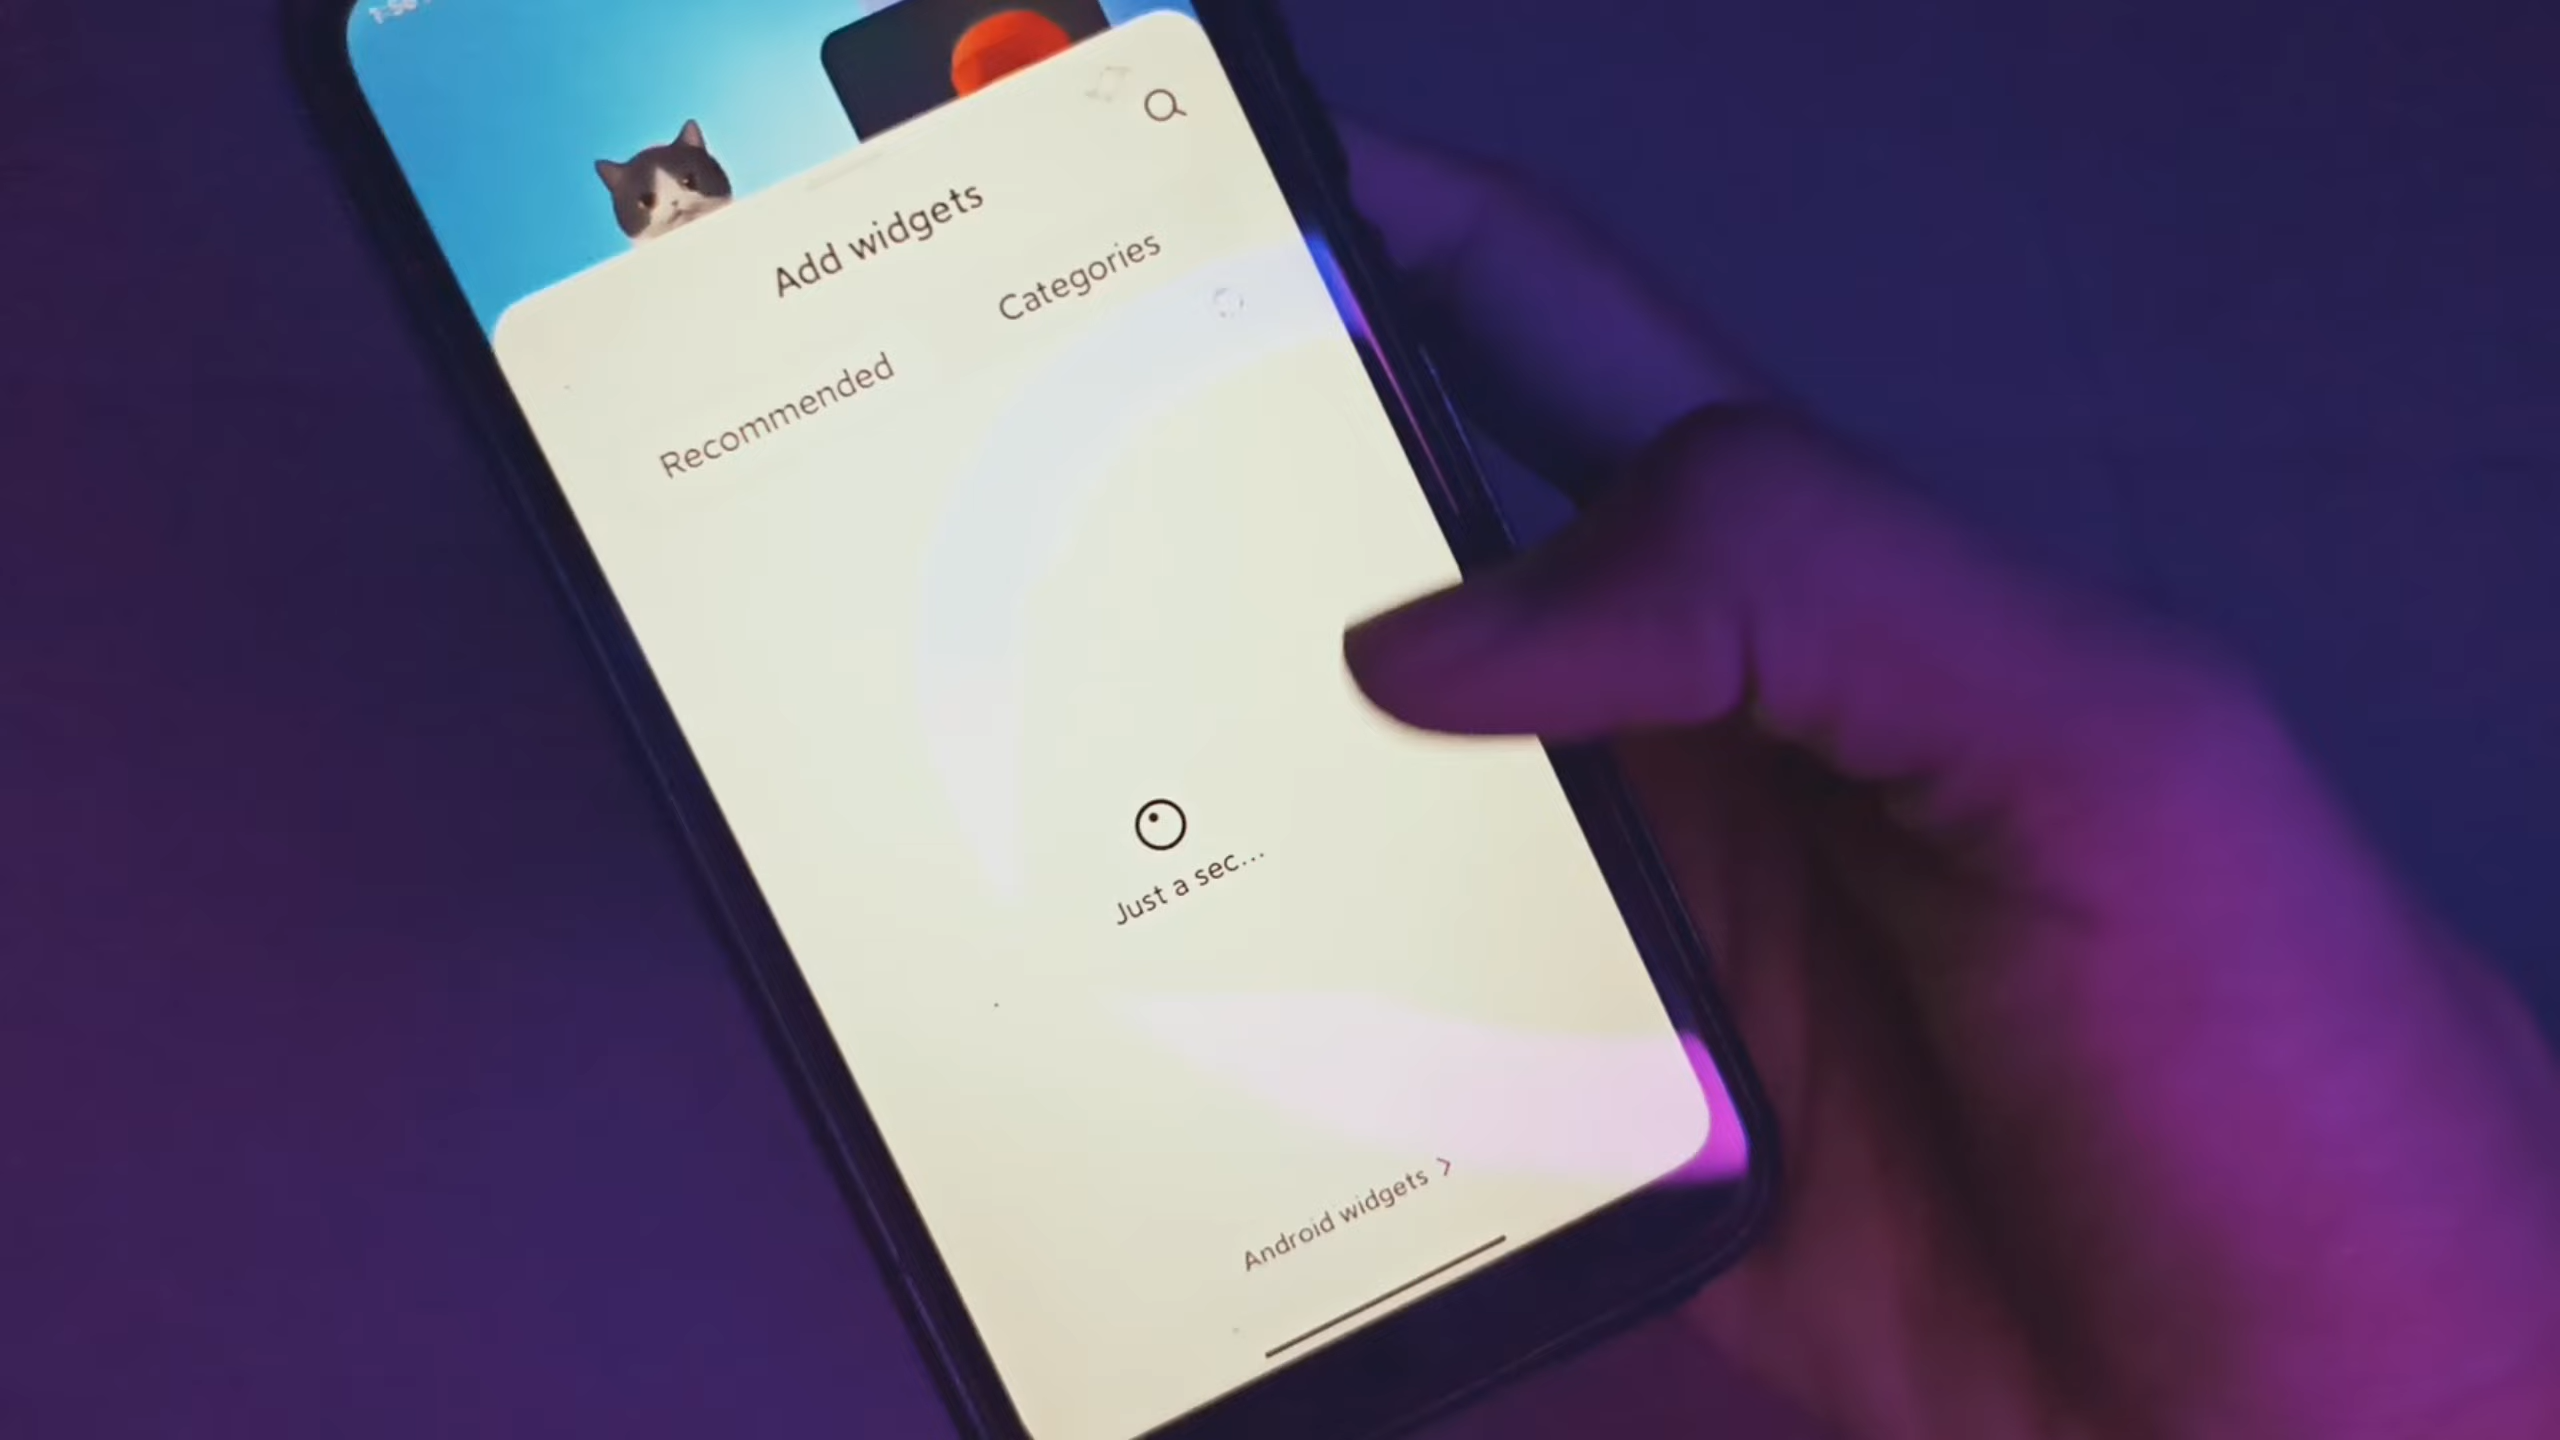 Add widgets
Recommended
Categories
Just a sec...
Android widgets >